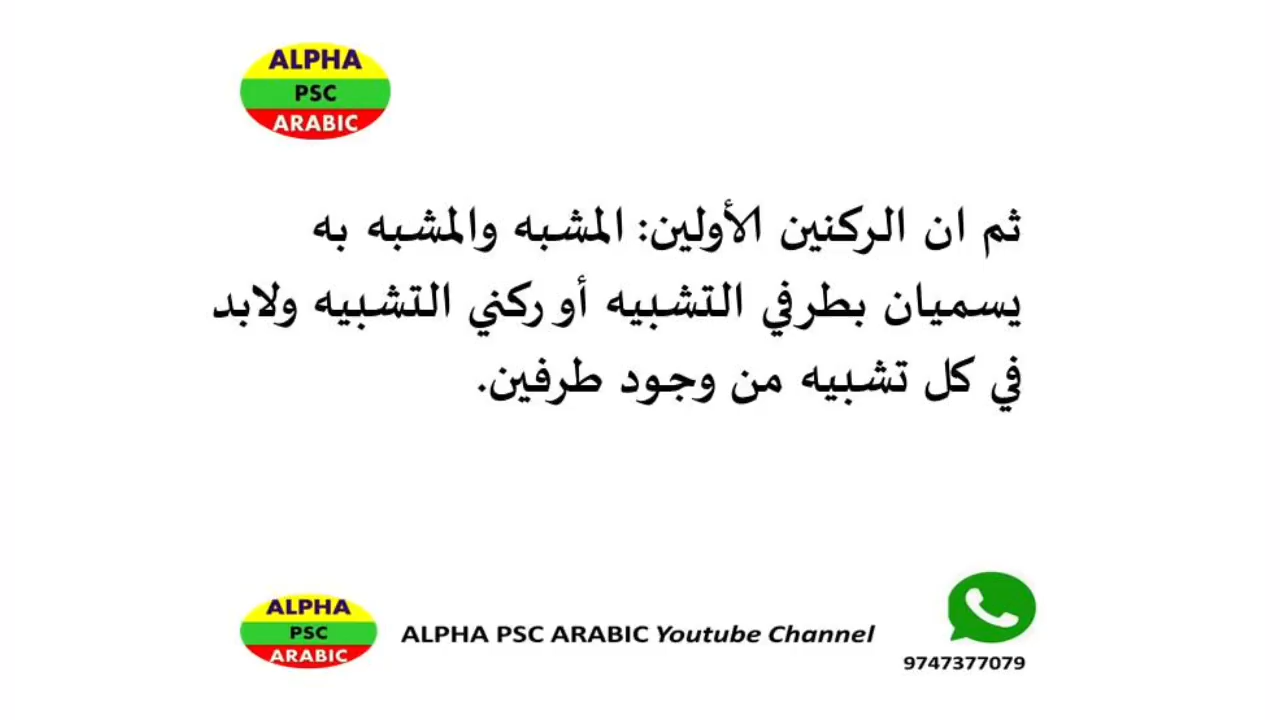 ALPHA
PSC
ARABIC
ثم ان الركنين الأولين: المشبه والمشبه به
يسميان بطرفي التشبيه أو ركني التشبيه ولابد
في كل تشبيه من وجود طرفين.
ALPHA
PSC
ARABIC
ALPHA PSC ARABIC Youtube Channel
9747377079